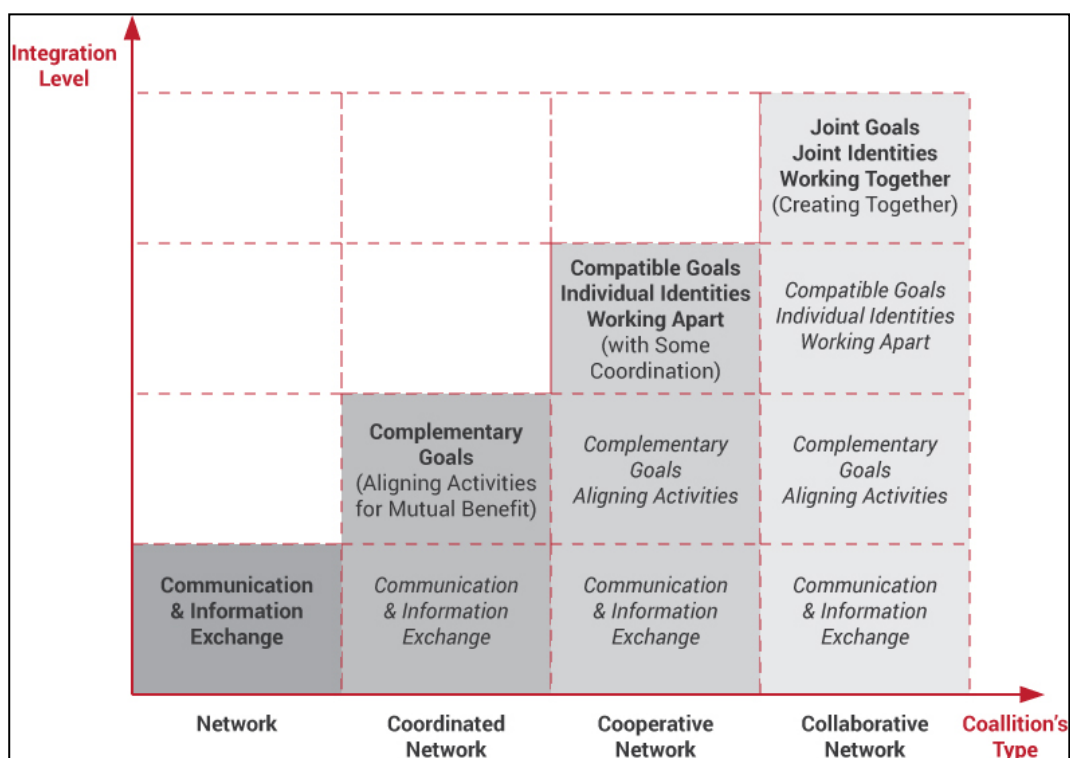 Integration
Level
Joint Goals
Joint Identities
Working Together
(Creating Together)
Compatible Goals
Individual Identities
Working Apart
(with Some
Coordination)
Compatible Goals
Individual Identities
Working Apart
Complementary
Goals
(Aligning Activities
for Mutual Benefit)
Complementary
Goals
Aligning Activities
Complementary
Goals
Aligning Activities
Communication
& Information
Exchange
Communication
& Information
Exchange
Communication
& Information
Exchange
Communication
& Information
Exchange
Network
Coordinated
Network
Cooperative
Network
Collaborative
Network
Coallition's
Type